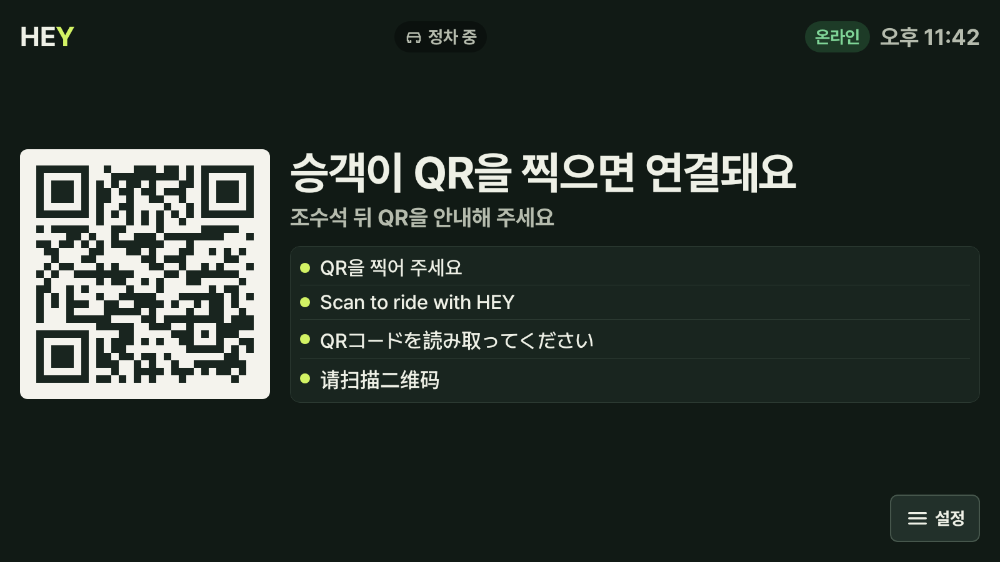 HEY
정차 중
온라인 오후 11:42
승객이 QR을 찍으면 연결돼요
조수석 뒤 QR을 안내해 주세요
QR을 찍어 주세요
Scan to ride with HEY
QRコードを読み取ってください
请扫描二维码
설정